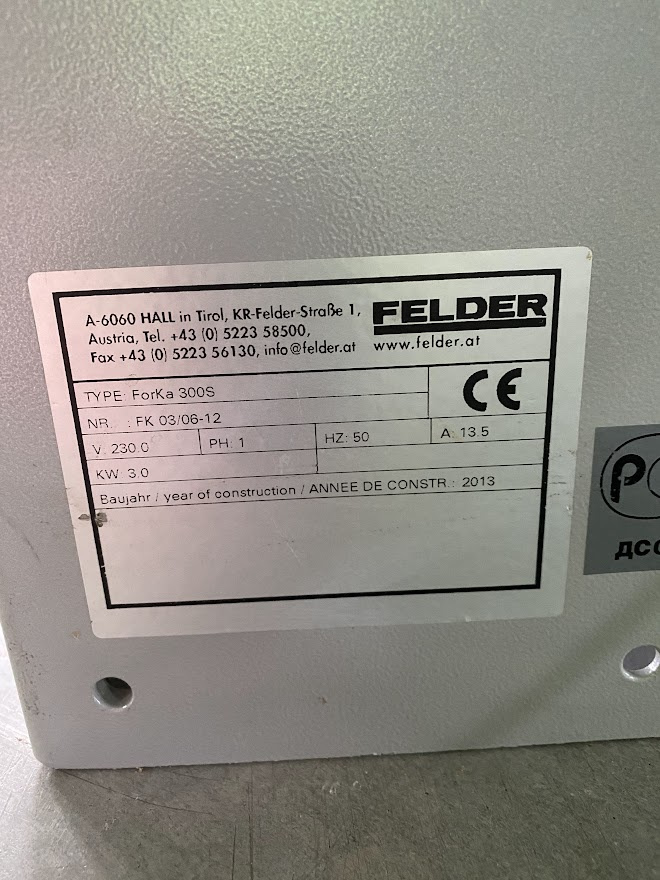 A-6060 HALL in Tirol, KR-Felder-Straße 1,
Austria, Tel. +43 (0) 5223 58500,
Fax +43 (0) 5223 56130, info@felder.at
FELDER
www.felder.at
TYPE: ForKa 300S
CE
NR. : FK 03/06-12
V: 230.0 PH: 1 HZ: 50 A: 13.5
KW: 3.0
Baujahr / year of construction / ANNEE DE CONSTR.: 2013